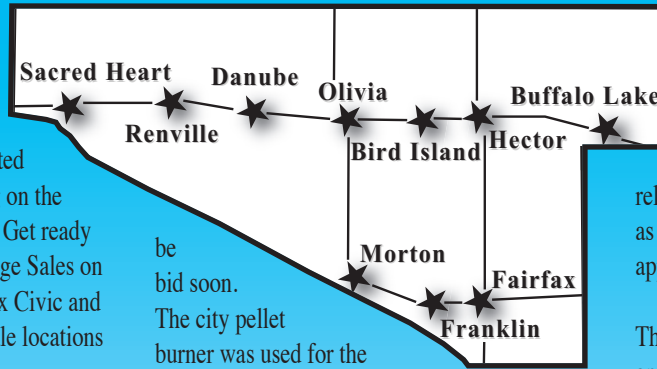 Sacred Heart
Danube
Olivia
Buffalo Lake
Renville
Bird Island
Hector
Morton
Fairfax
Franklin
on the
Get ready
ge Sales on
x Civic and
le locations
be
bid soon.
The city pellet
burner was used for the
rel
as
ap
Th